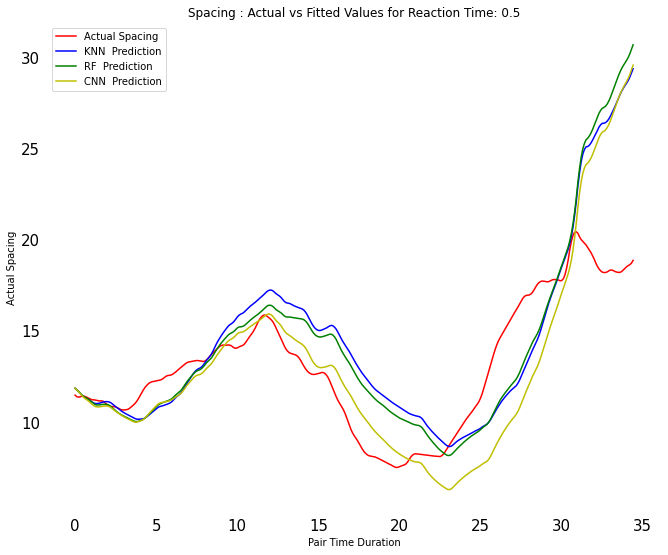 Spacing : Actual vs Fitted Values for Reaction Time: 0.5
Actual Spacing
KNN  Prediction
RF  Prediction
CNN  Prediction
30
25
20
15
10
Actual Spacing
0 5 10 15 20 25 30 35
Pair Time Duration